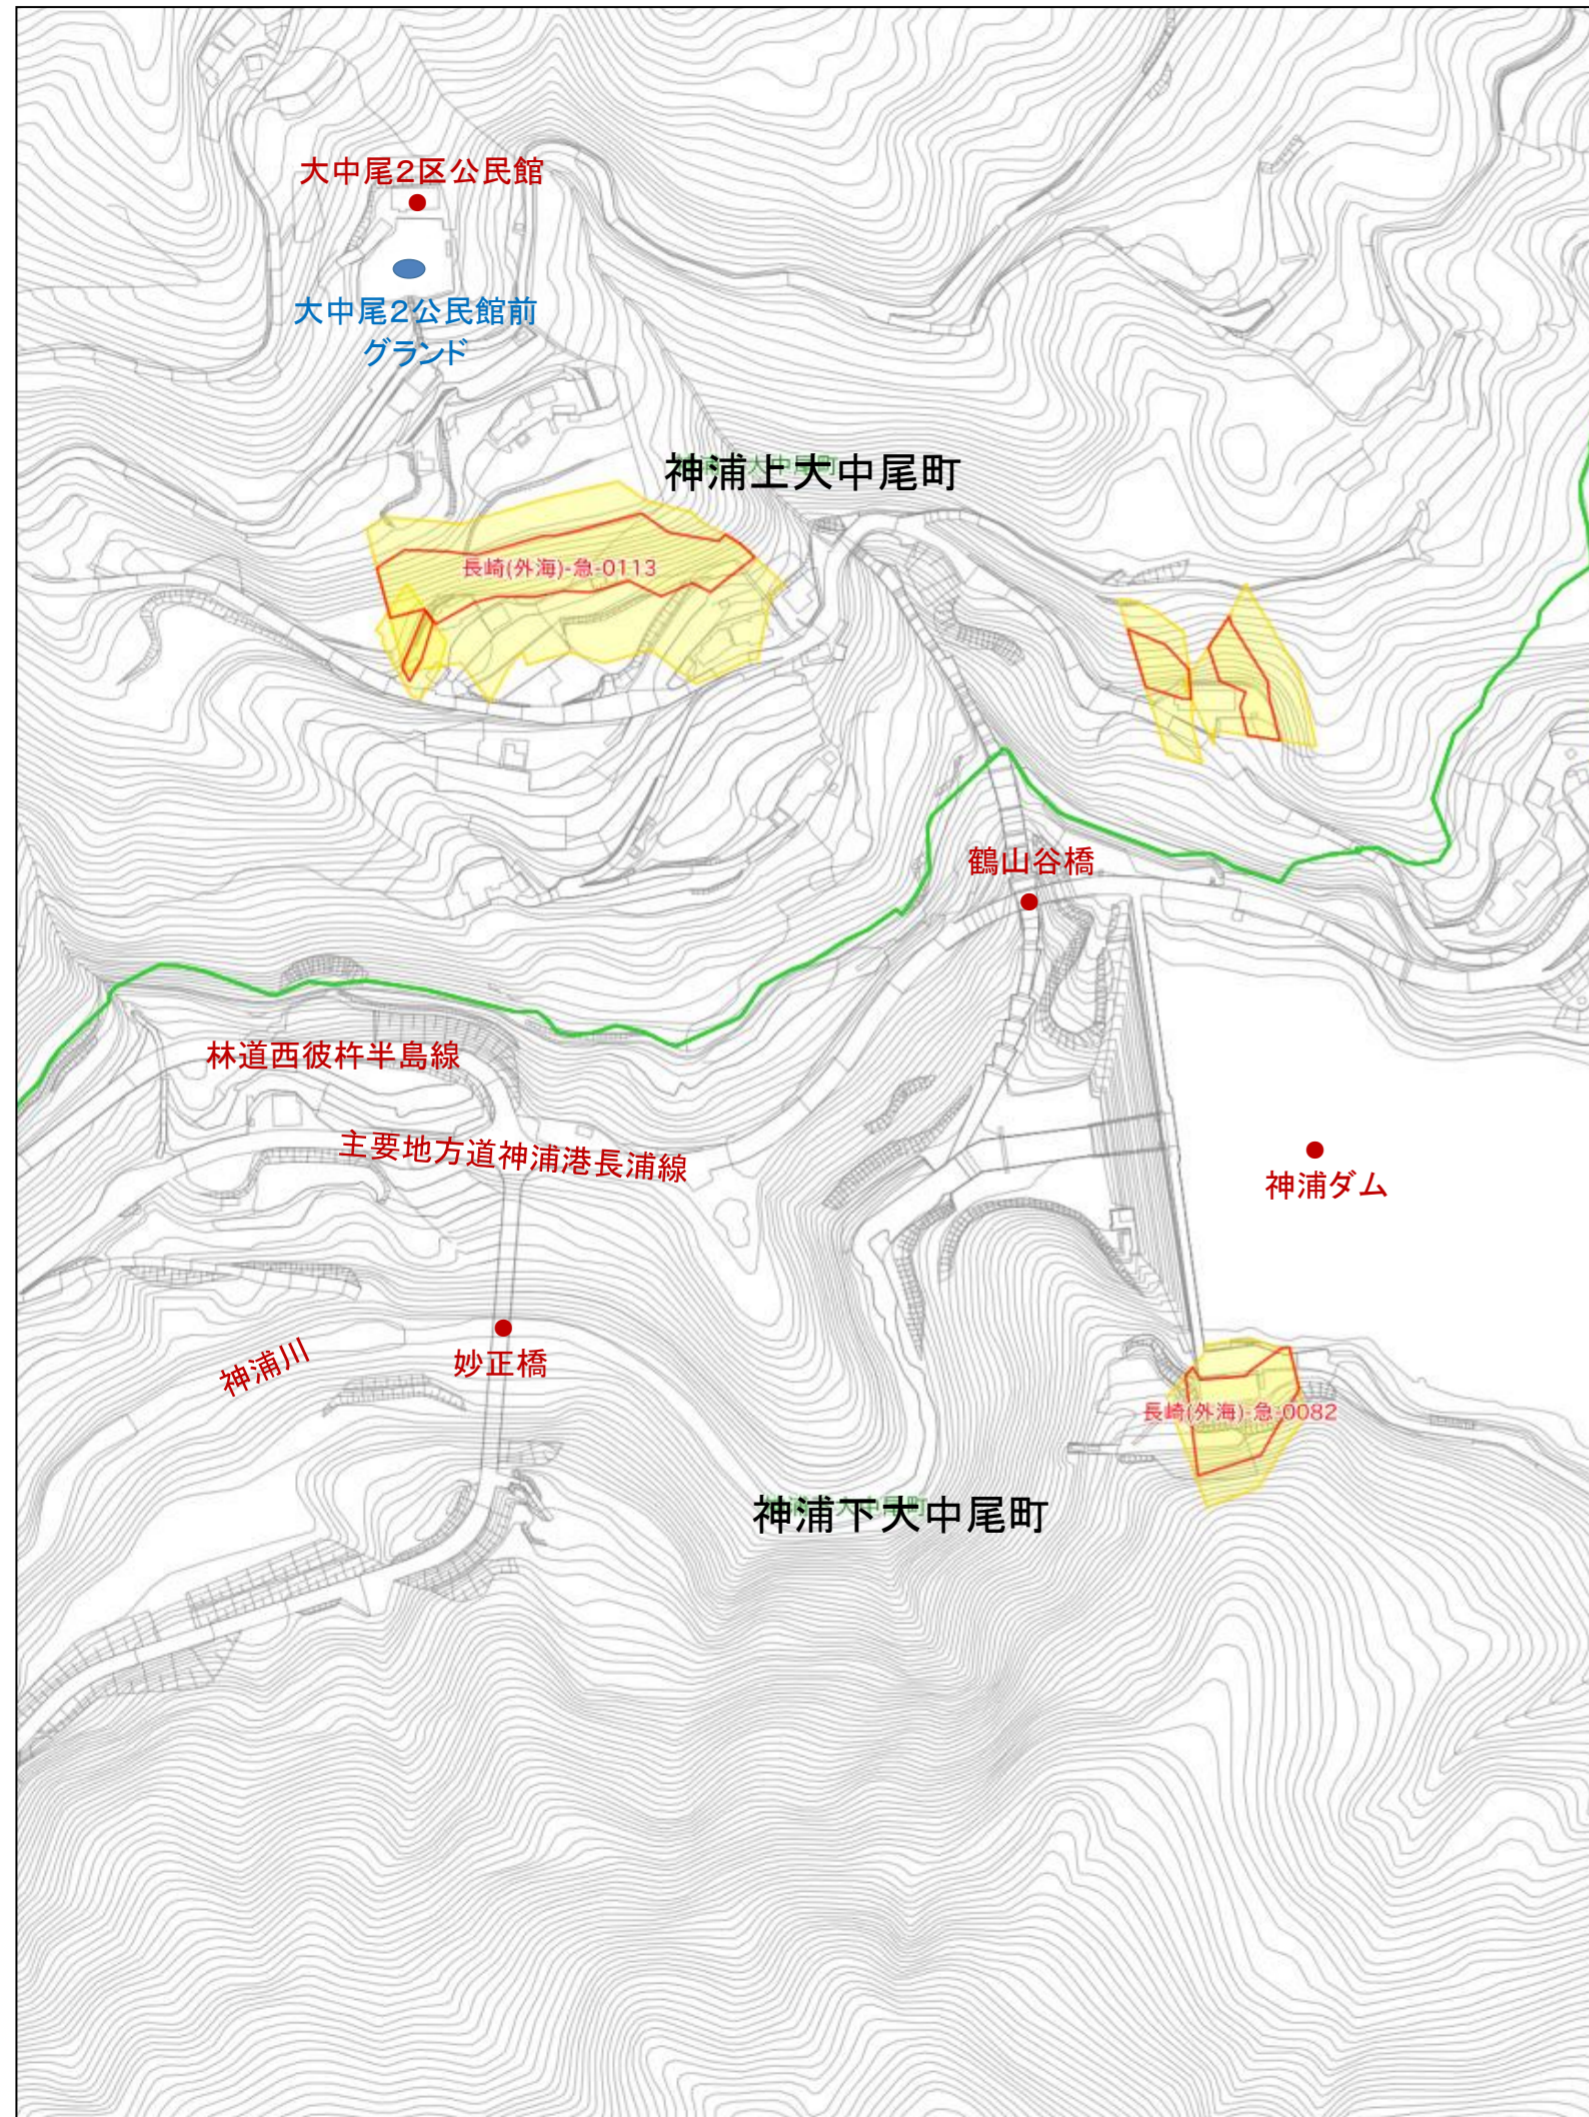 大中尾２区公民館
大中尾２公民館前
グランド
神浦上大中尾町
長崎(外海)-急-0113
鶴山谷橋
林道西彼杵半島線
主要地方道神浦港長浦線
神浦ダム
神浦川
妙正橋
長崎(外海)-急-0082
神浦下大中尾町